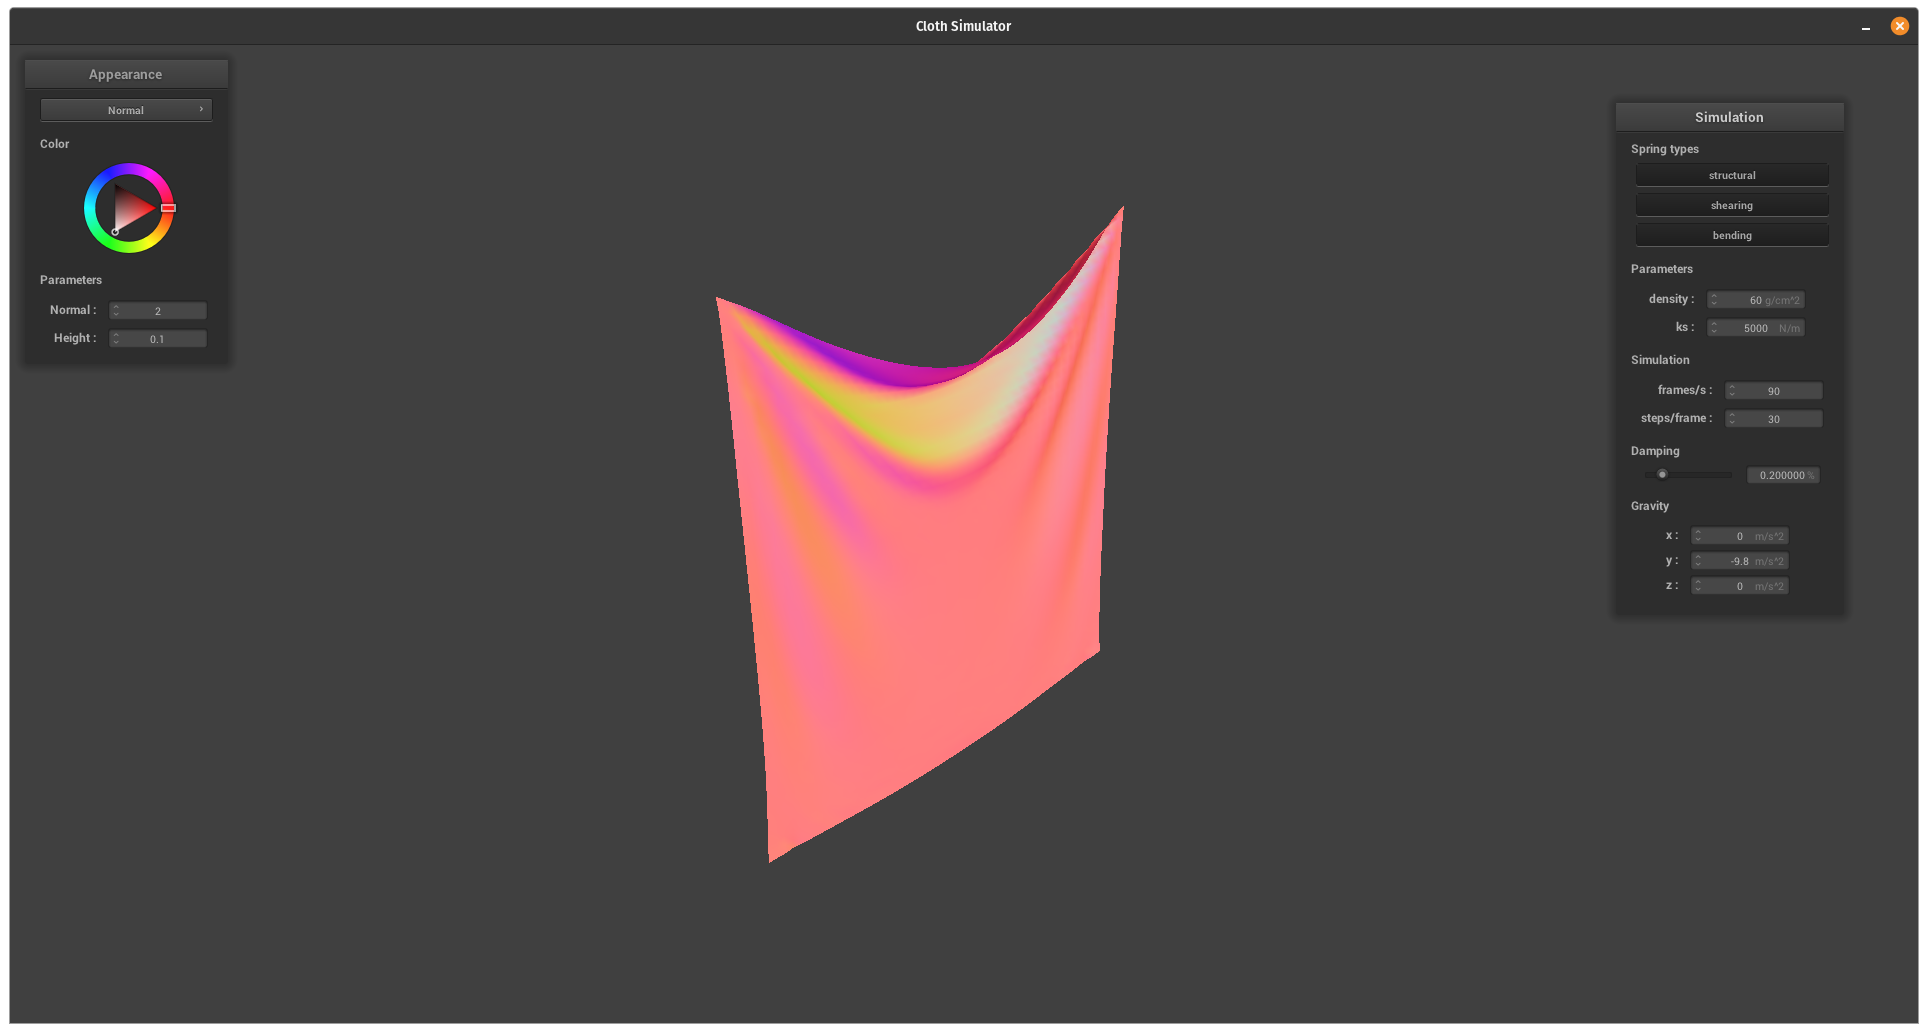 Cloth Simulator
Appearance
Normal
Color
Parameters
Normal : 2
Height : 0.1
Simulation
Spring types
structural
shearing
bending
Parameters
density : 60 g/cm^2
ks : 5000 N/m
Simulation
frames/s : 90
steps/frame : 30
Damping
0.200000 %
Gravity
x : 0 m/s^2
y : -9.8 m/s^2
z : 0 m/s^2